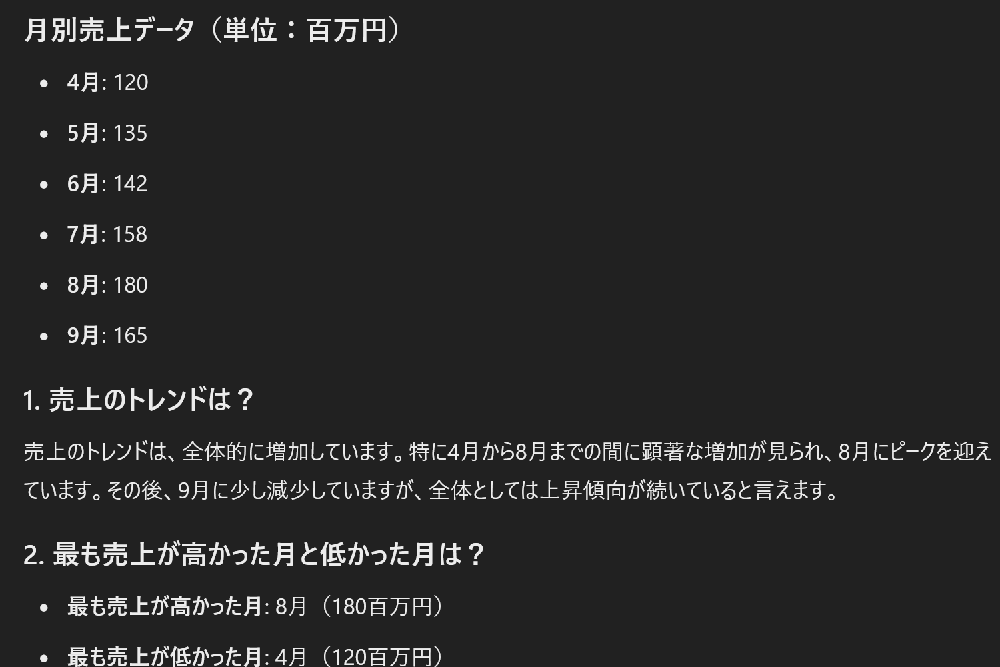 月別売上データ（単位：百万円）
• 4月: 120
• 5月: 135
• 6月: 142
• 7月: 158
• 8月: 180
• 9月: 165
1. 売上のトレンドは？
売上のトレンドは、全体的に増加しています。特に4月から8月までの間に顕著な増加が見られ、8月にピークを迎え
ています。その後、9月に少し減少していますが、全体としては上昇傾向が続いていると言えます。
2. 最も売上が高かった月と低かった月は？
• 最も売上が高かった月: 8月（180百万円）
• 最も売上が低かった月: 4月（120百万円）